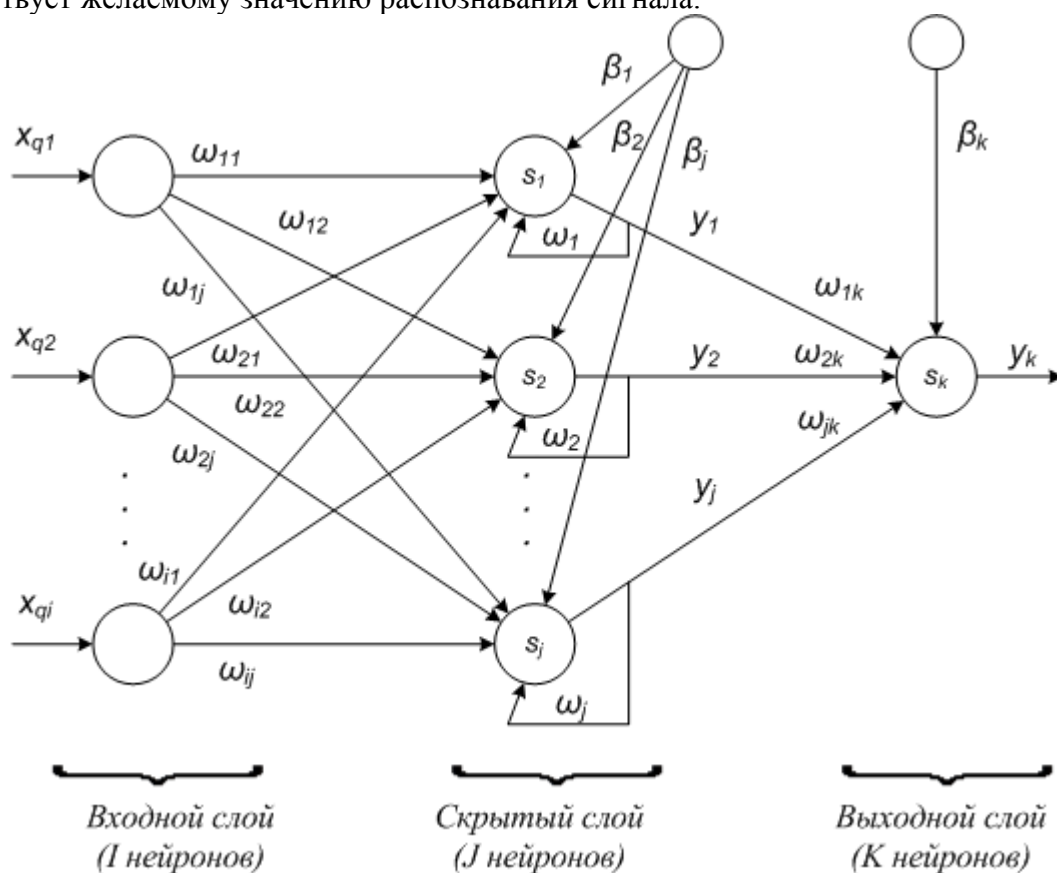 твует желаемому значению распознавания сигнала.
β1
β2
βj
βk
xq1
ω11
s1
ω12
ω1
y1
ω1j
ω1k
xq2
ω21
s2
y2
ω2k
sk
yk
ω22
ω2
ωjk
ω2j
yj
ωi1
xqi
ωi2
sj
ωij
ωj
Входной слой
(I нейронов)
Скрытый слой
(J нейронов)
Выходной слой
(K нейронов)